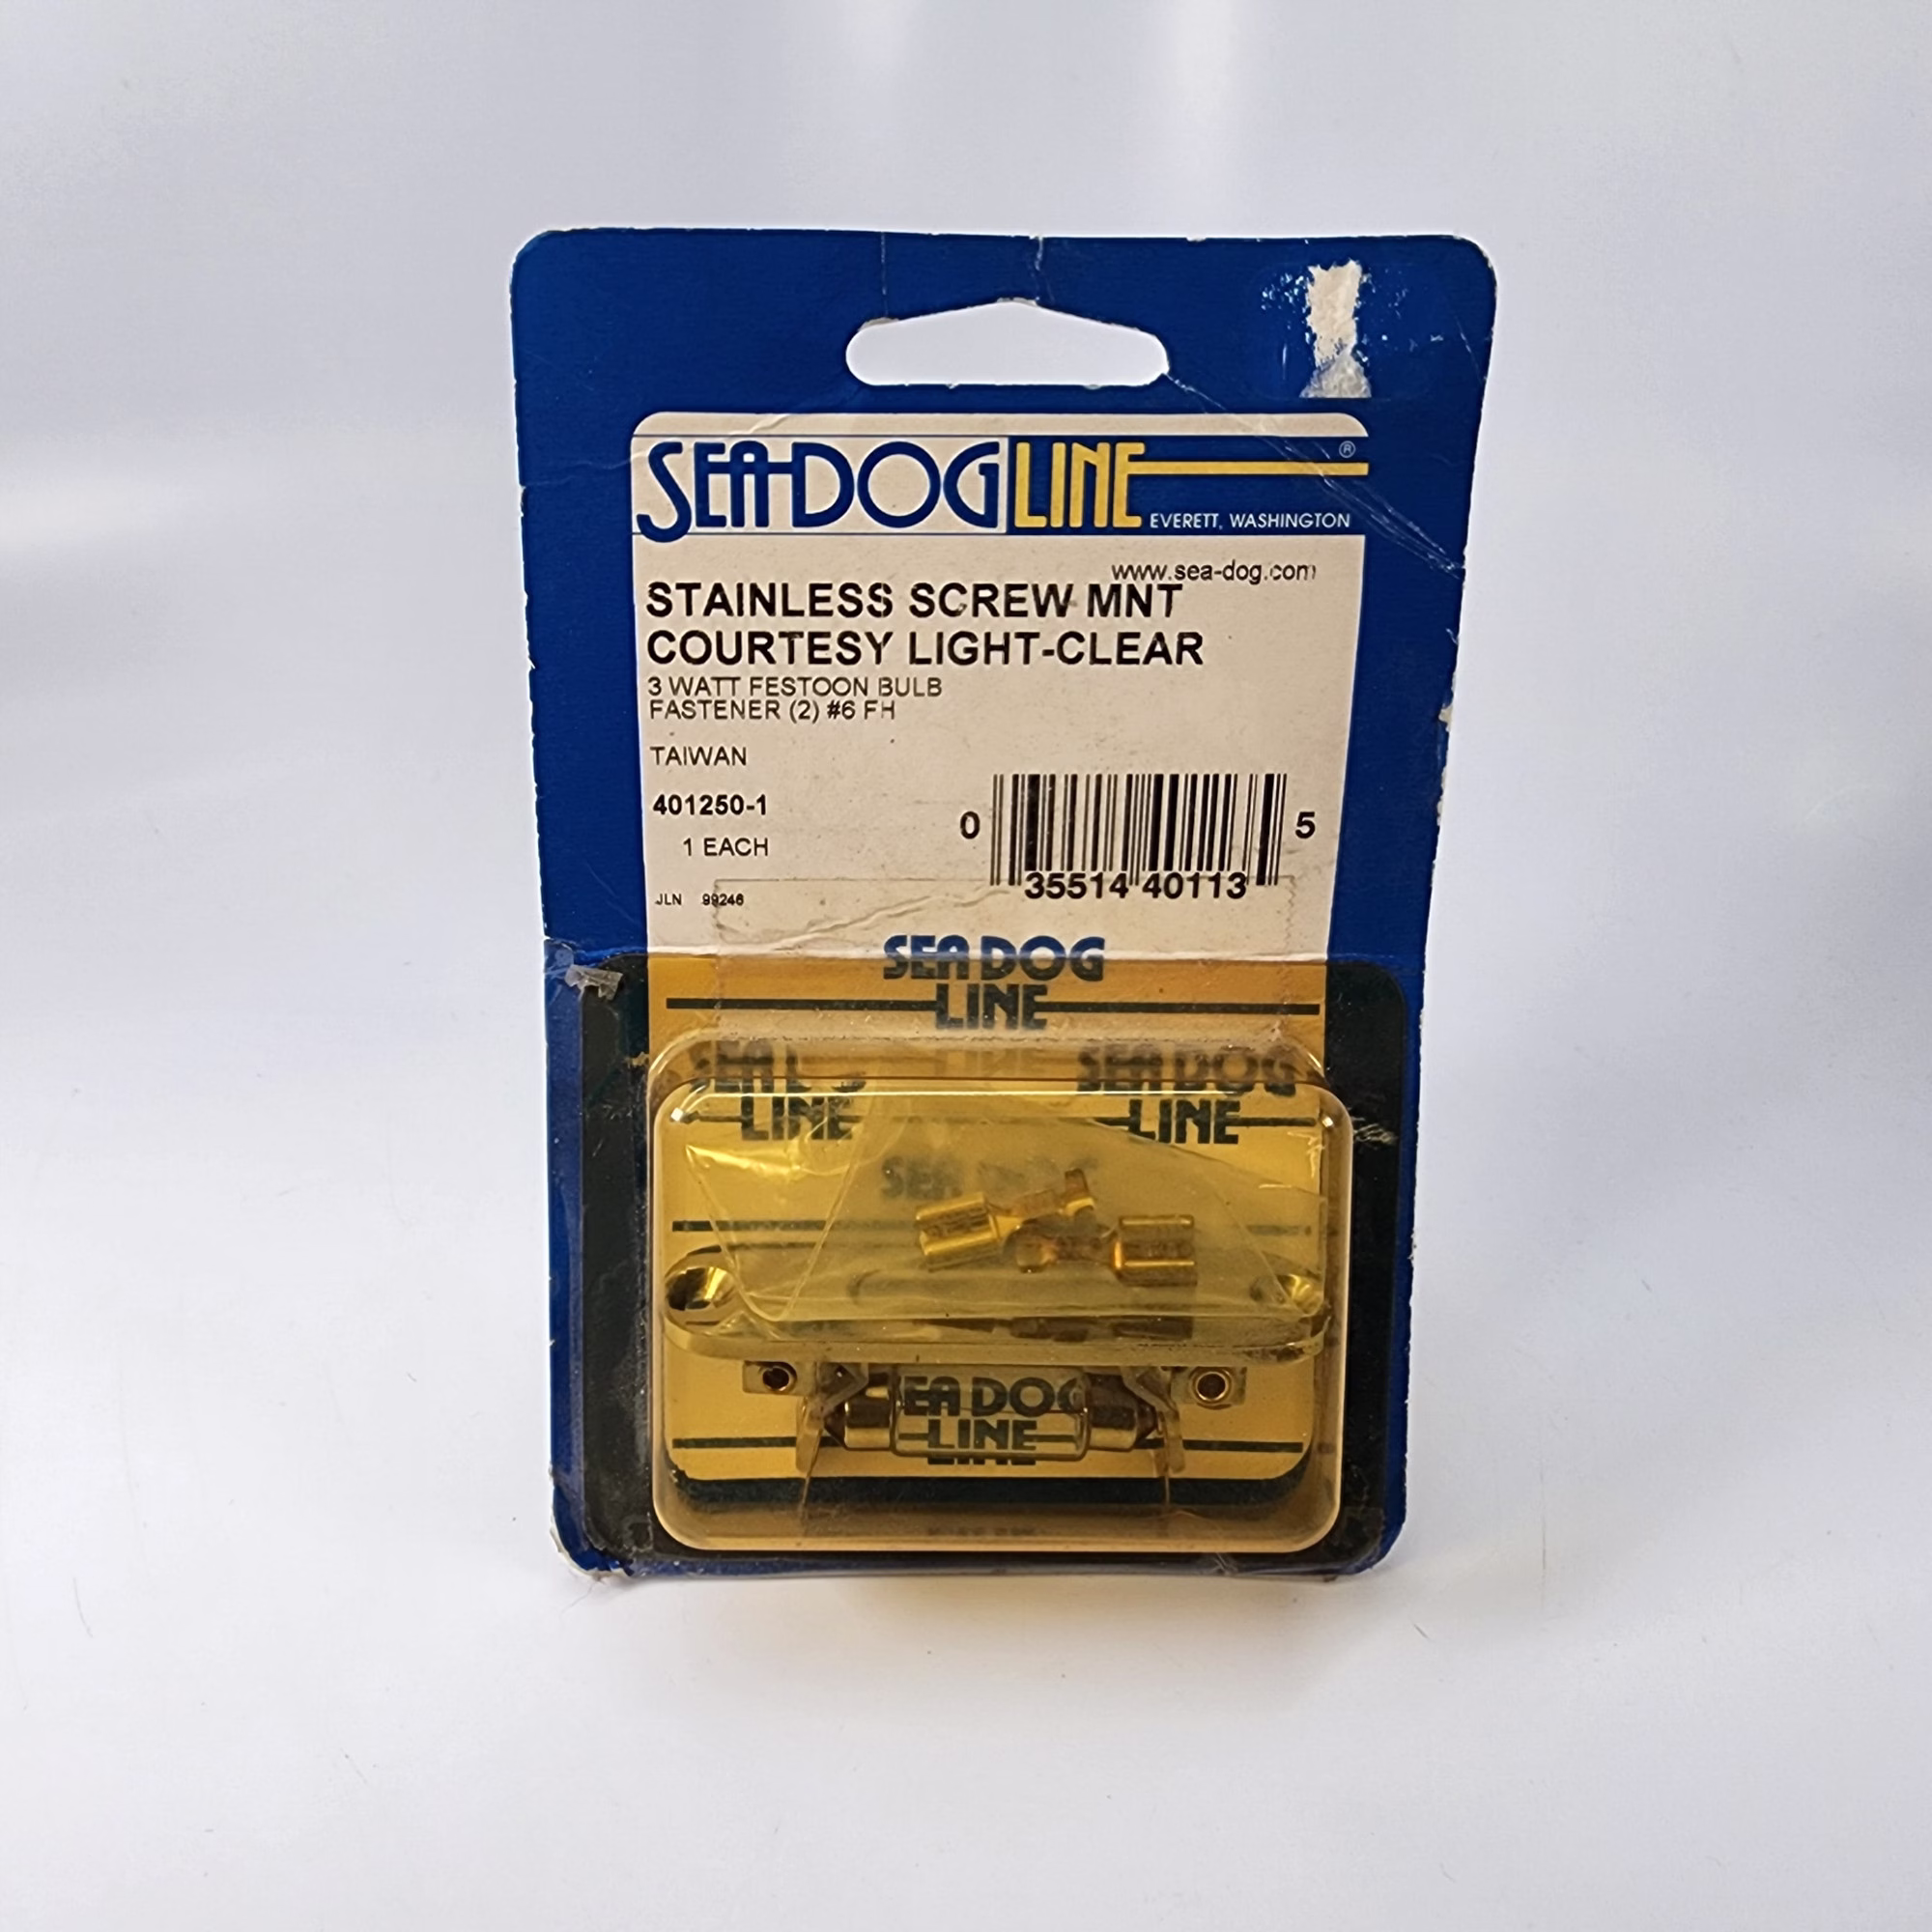 SEA-DOG LINE ®
EVERETT, WASHINGTON
www.sea-dog.com
STAINLESS SCREW MNT
COURTESY LIGHT-CLEAR
3 WATT FESTOON BULB
FASTENER (2) #6 FH
TAIWAN
401250-1
1 EACH
0 35514 40113 5
JLN 99246
SEA DOG
LINE
SEA DOG
LINE
LINE
SEA
EA DOG
LINE